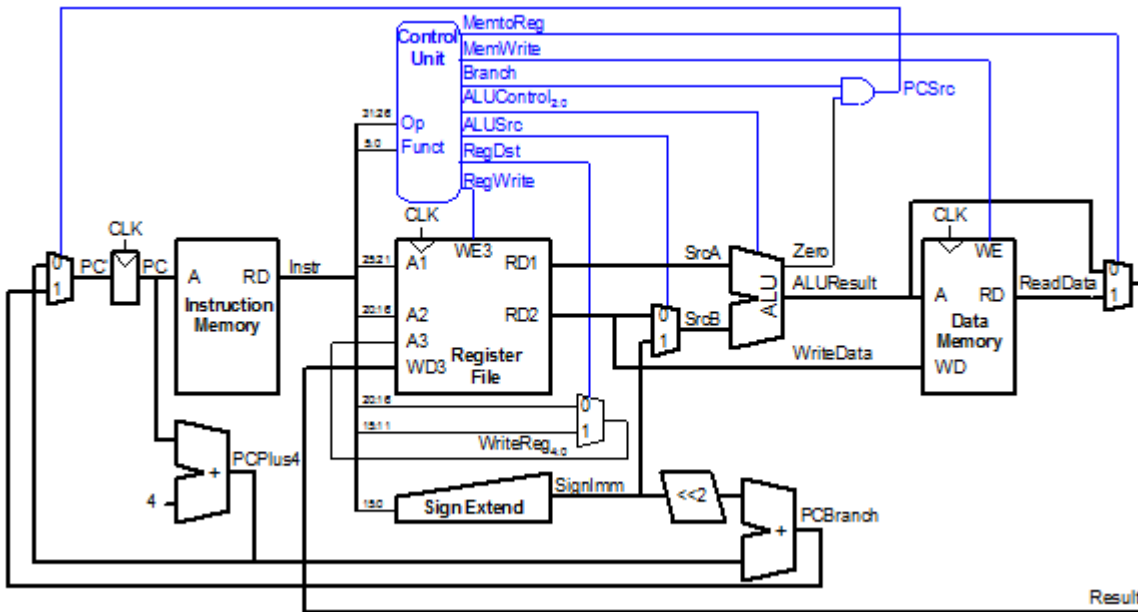 MemtoReg
Control Unit
MemWrite
Branch
PCSrc
ALUControl2:0
31:26
Op
ALUSrc
5:0
Funct
RegDst
RegWrite
CLK
CLK
CLK
0
1
PC'
PC
A
RD
Instruction Memory
Instr
25:21
A1
WE3
RD1
20:16
A2
RD2
A3
WD3
Register File
SrcA
0
1
SrcB
ALU
Zero
ALUResult
WE
A
RD
Data Memory
WD
ReadData
0
1
WriteData
20:16
0
15:11
1
WriteReg4:0
PCPlus4
+
4
15:0
Sign Extend
SignImm
<<2
+
PCBranch
Result